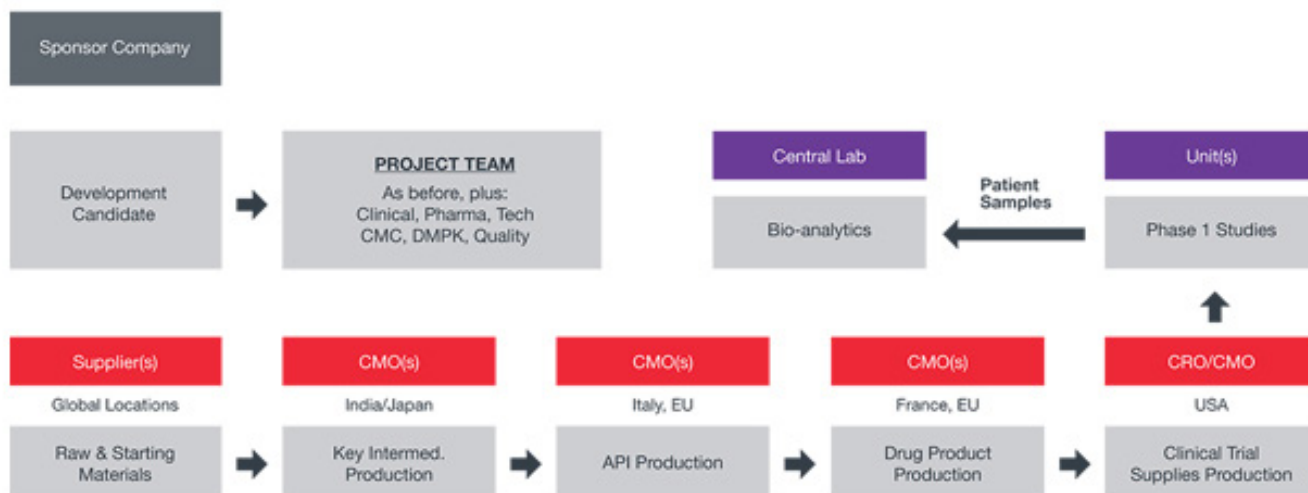 Sponsor Company
Development
Candidate
PROJECT TEAM
As before, plus:
Clinical, Pharma, Tech
CMC, DMPK, Quality
Central Lab
Bio-analytics
Patient
Samples
Unit(s)
Phase 1 Studies
Supplier(s)
Global Locations
Raw & Starting
Materials
CMO(s)
India/Japan
Key Intermed.
Production
CMO(s)
Italy, EU
API Production
CMO(s)
France, EU
Drug Product
Production
CRO/CMO
USA
Clinical Trial
Supplies Production